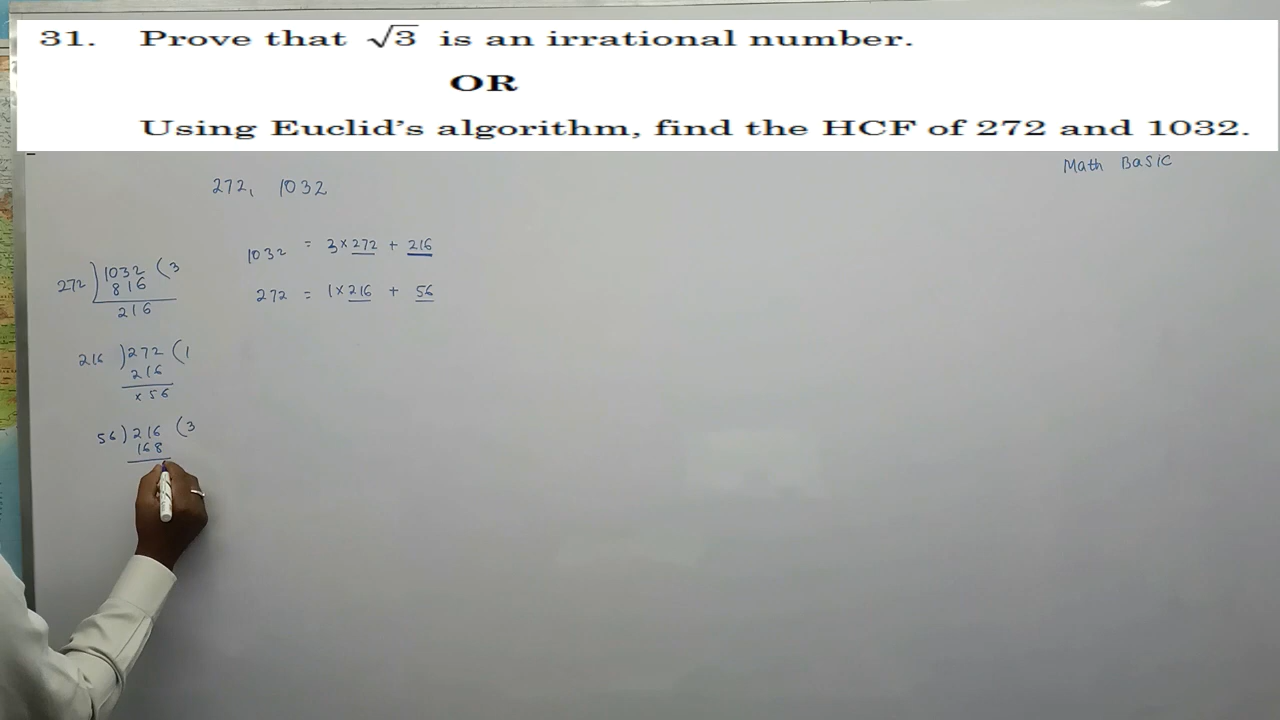 31. Prove that √3 is an irrational number.
OR
Using Euclid's algorithm, find the HCF of 272 and 1032.
Math Basic
272, 1032
1032 = 3 × 272 + 216
272 = 1 × 216 + 56
272 ) 1032 ( 3
816
216
216 ) 272 ( 1
216
× 56
56 ) 216 ( 3
168